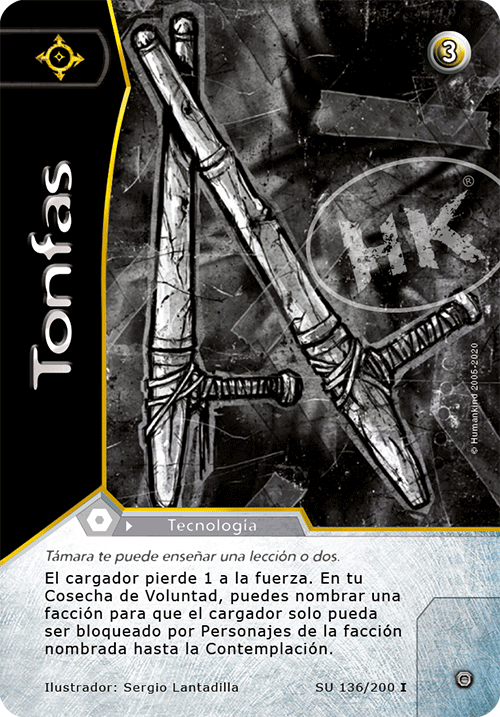 3
Tonfas
HK®
© Humankind 2005-2020
Tecnología
Támara te puede enseñar una lección o dos.
El cargador pierde 1 a la fuerza. En tu
Cosecha de Voluntad, puedes nombrar una
facción para que el cargador solo pueda
ser bloqueado por Personajes de la facción
nombrada hasta la Contemplación.
Ilustrador: Sergio Lantadilla
SU 136/200 I